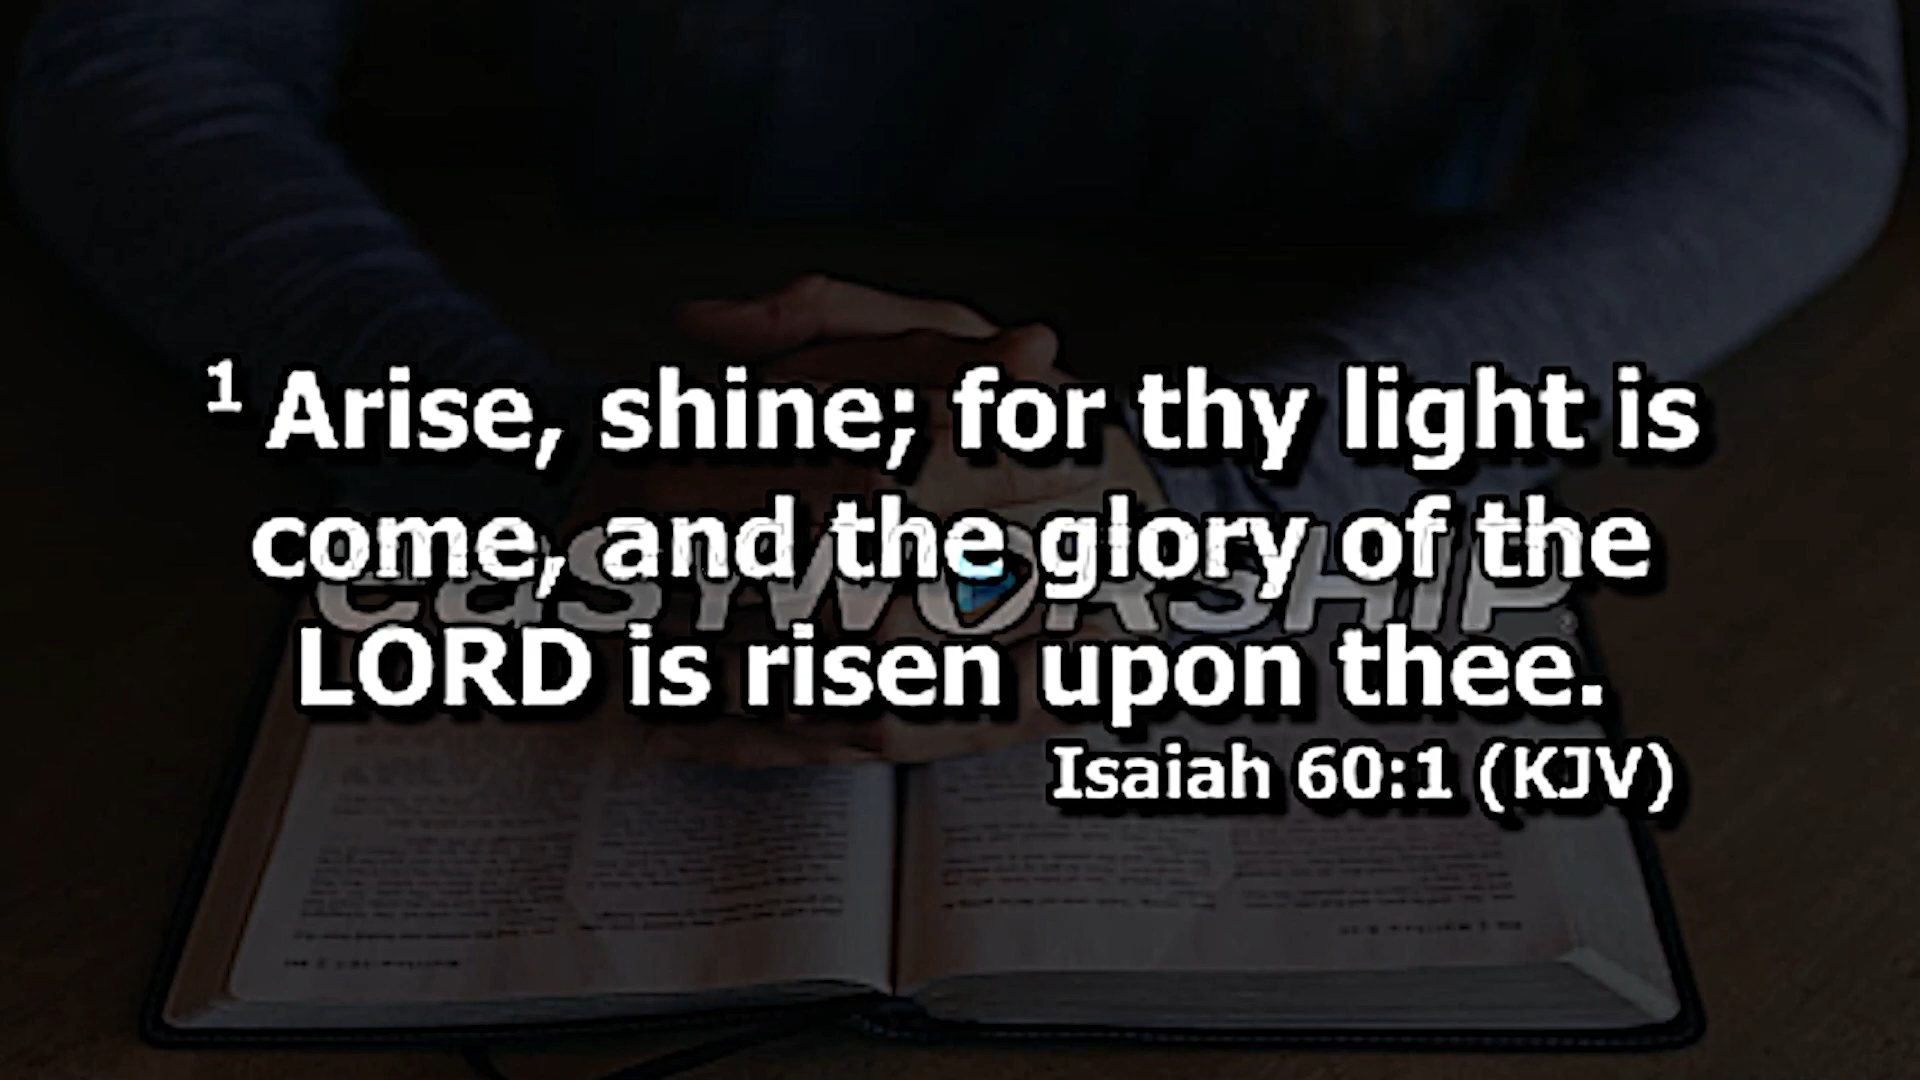 1 Arise, shine; for thy light is
come, and the glory of the
easyworship
LORD is risen upon thee.
Isaiah 60:1 (KJV)